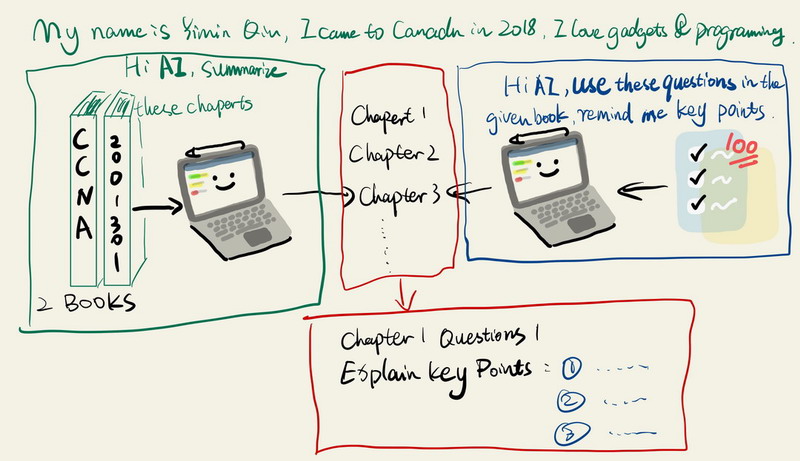 My name is Yimin Qin, I came to Canada in 2018, I love gadgets & programing.
Hi AI, summarize
these chaperts
CCNA
200-1301
2 BOOKS
Chapert 1
Chapter 2
Chapter 3
Hi AI, use these questions in the
given book, remind me key points.
100
Chapter 1 Questions 1
Explain key Points : ① ......
② ......
③ ......